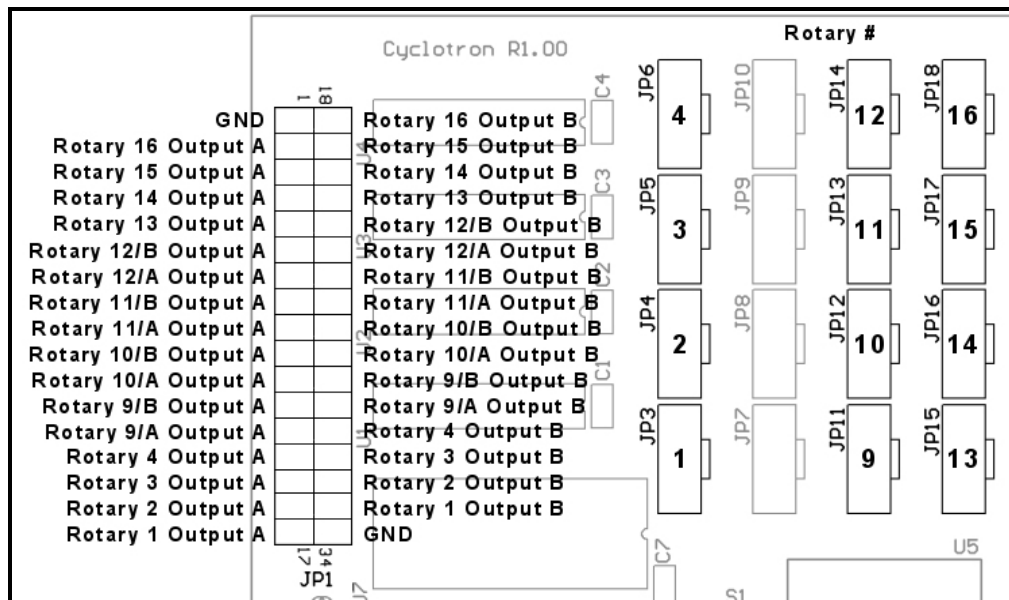 Rotary #
Cyclotron R1.00
1 18
GND Rotary 16 Output B
Rotary 16 Output A Rotary 15 Output B
Rotary 15 Output A Rotary 14 Output B
Rotary 14 Output A Rotary 13 Output B
Rotary 13 Output A Rotary 12/B Output B
Rotary 12/B Output A Rotary 12/A Output B
Rotary 12/A Output A Rotary 11/B Output B
Rotary 11/B Output A Rotary 11/A Output B
Rotary 11/A Output A Rotary 10/B Output B
Rotary 10/B Output A Rotary 10/A Output B
Rotary 10/A Output A Rotary 9/B Output B
Rotary 9/B Output A Rotary 9/A Output B
Rotary 9/A Output A Rotary 4 Output B
Rotary 4 Output A Rotary 3 Output B
Rotary 3 Output A Rotary 2 Output B
Rotary 2 Output A Rotary 1 Output B
Rotary 1 Output A GND
17 34
JP1
U4
U3
U2
U1
U7
C4
C3
C2
C1
C7
JP6 4 JP10 JP14 12 JP18 16
JP5 3 JP9 JP13 11 JP17 15
JP4 2 JP8 JP12 10 JP16 14
JP3 1 JP7 JP11 9 JP15 13
U5
S1